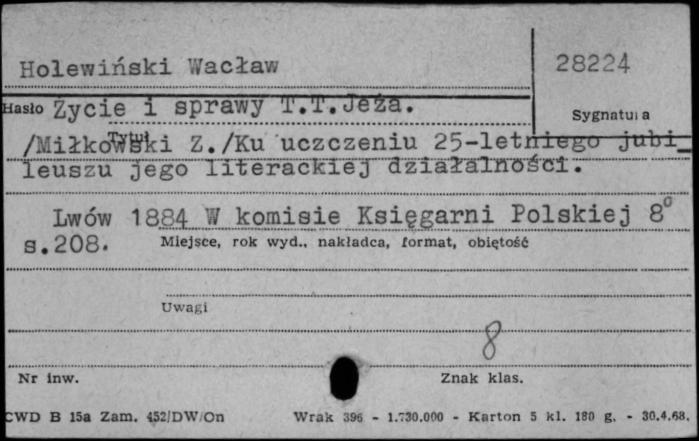 Holewiński Wacław
28224
Hasło Życie i sprawy T.T.Jeża.
Sygnatura
Tytuł
/Miłkowski Z./Ku uczczeniu 25-letniego jubi_
leuszu jego literackiej działalności.
Lwów 1884 W komisie Księgarni Polskiej 8°
s.208.
Miejsce, rok wyd., nakładca, format, objętość
Uwagi
8
Nr inw.
Znak klas.
CWD B 15a Zam. 452/DW/On
Wrak 396 - 1.730.000 - Karton 5 kl. 180 g. - 30.4.68.